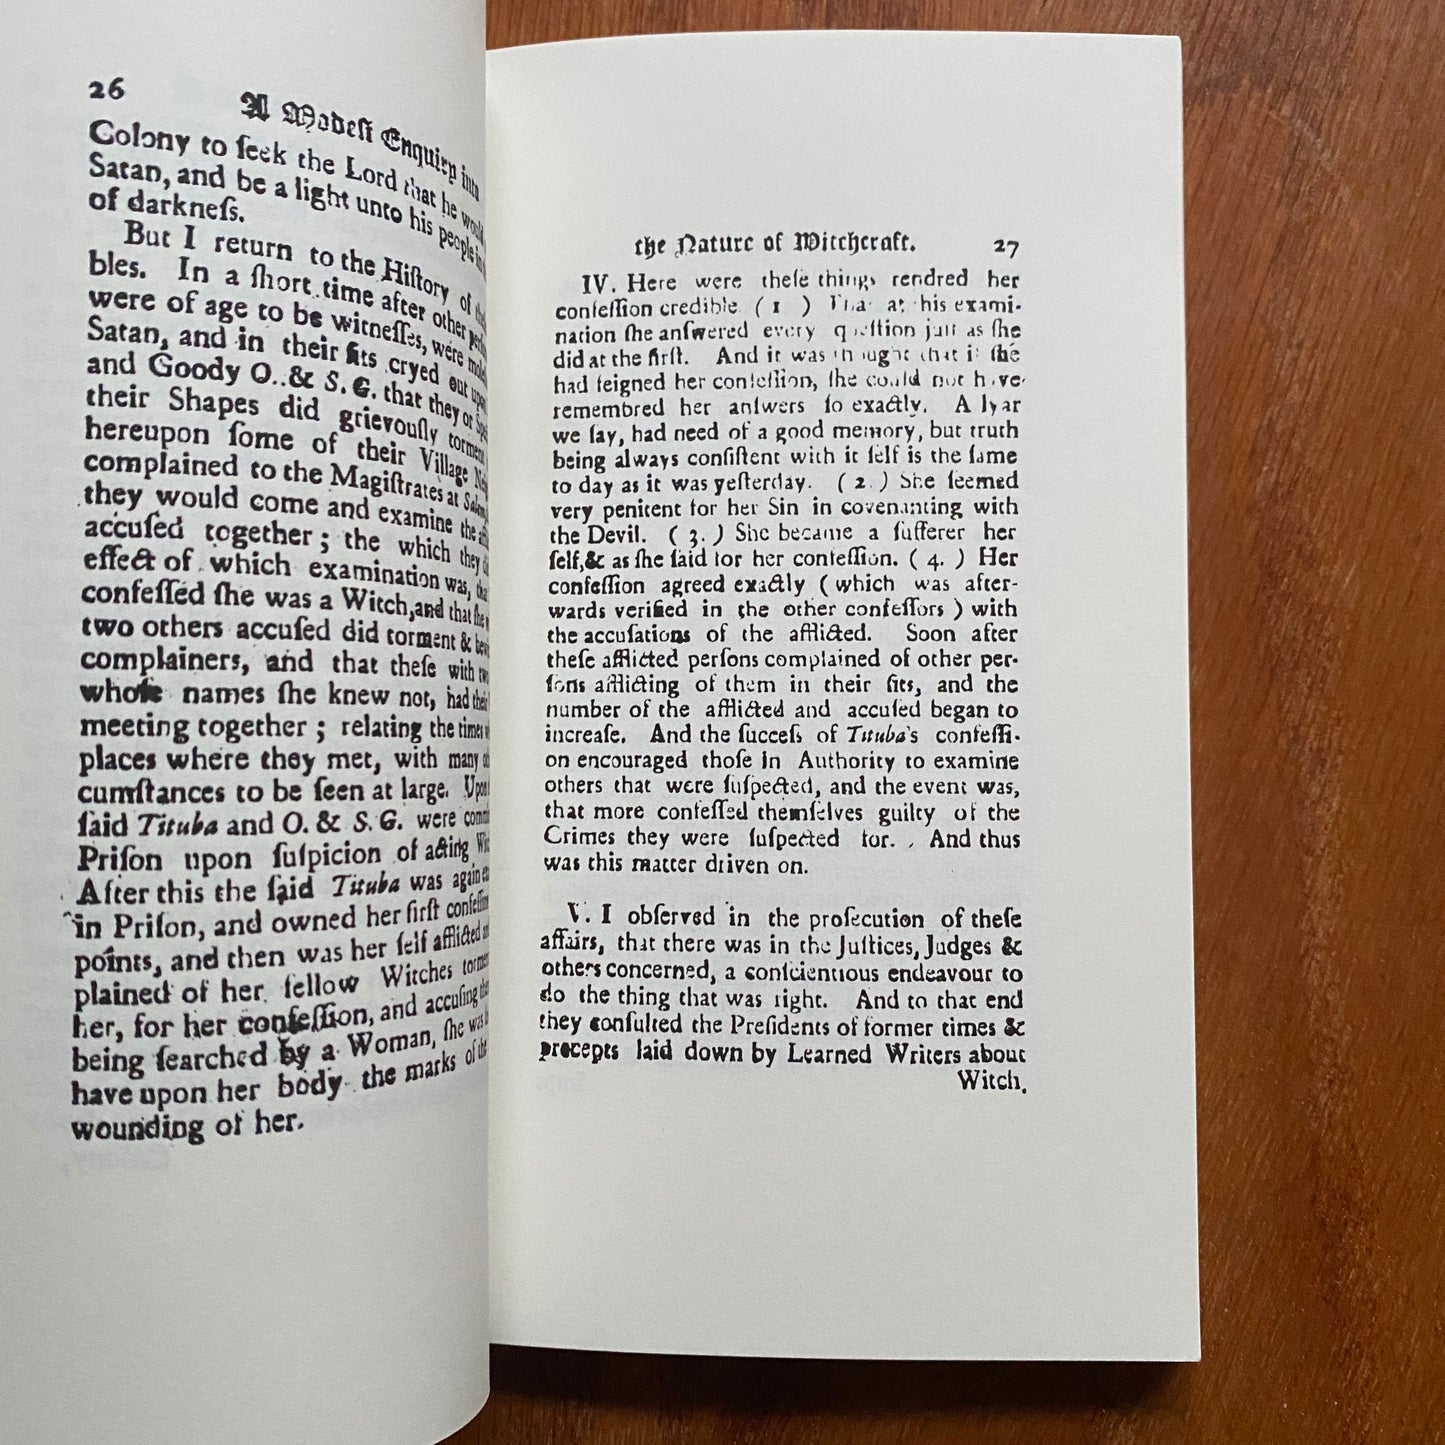 26
A Modest Enquiry into
Colony to ſeek the Lord that he would
Satan, and be a light unto his people in
of darkneſs.
But I return to the Hiſtory of
bles. In a ſhort time after other
were of age to be witneſſes, were
Satan, and in their fits cryed out upon
and Goody O. & S. G. that they or
their Shapes did grievouſly torment
hereupon ſome of their Village
complained to the Magiſtrates at Salem
they would come and examine the
accuſed together; the which they
effect of which examination was,
confeſſed ſhe was a Witch, and that ſhe
two others accuſed did torment &
complainers, and that theſe with two
whoſe names ſhe knew not, had their
meeting together; relating the times
places where they met, with many
cumſtances to be ſeen at large. Upon
ſaid Tituba and O. & S. G. were
Priſon upon ſuſpicion of acting
After this the ſaid Tituba was again
in Priſon, and owned her firſt
points, and then was her ſelf afflicted
plained of her fellow Witches
her, for her confeſſion, and accuſing
being ſearched by a Woman, ſhe was
have upon her body the marks of the
wounding of her.
the Nature of Witchcraft. 27
IV. Here were theſe things rendred her
confeſſion credible ( 1 ) That at his exami-
nation ſhe anſwered every queſtion juſt as ſhe
did at the firſt. And it was thought that if ſhe
had feigned her confeſſion, ſhe could not have
remembred her anſwers ſo exactly. A lyar
we ſay, had need of a good memory, but truth
being always conſiſtent with it ſelf is the ſame
to day as it was yeſterday. ( 2. ) She ſeemed
very penitent for her Sin in covenanting with
the Devil. ( 3. ) She became a ſufferer her
ſelf, & as ſhe ſaid for her confeſſion. ( 4. ) Her
confeſſion agreed exactly ( which was after-
wards verified in the other confeſſors ) with
the accuſations of the afflicted. Soon after
theſe afflicted perſons complained of other per-
ſons afflicting of them in their fits, and the
number of the afflicted and accuſed began to
increaſe. And the ſucceſs of Tituba's confeſſi-
on encouraged thoſe in Authority to examine
others that were ſuſpected, and the event was,
that more confeſſed themſelves guilty of the
Crimes they were ſuſpected for. And thus
was this matter driven on.
V. I obſerved in the proſecution of theſe
affairs, that there was in the Juſtices, Judges &
others concerned, a conſcientious endeavour to
do the thing that was right. And to that end
they conſulted the Preſidents of former times &
precepts laid down by Learned Writers about
Witch.